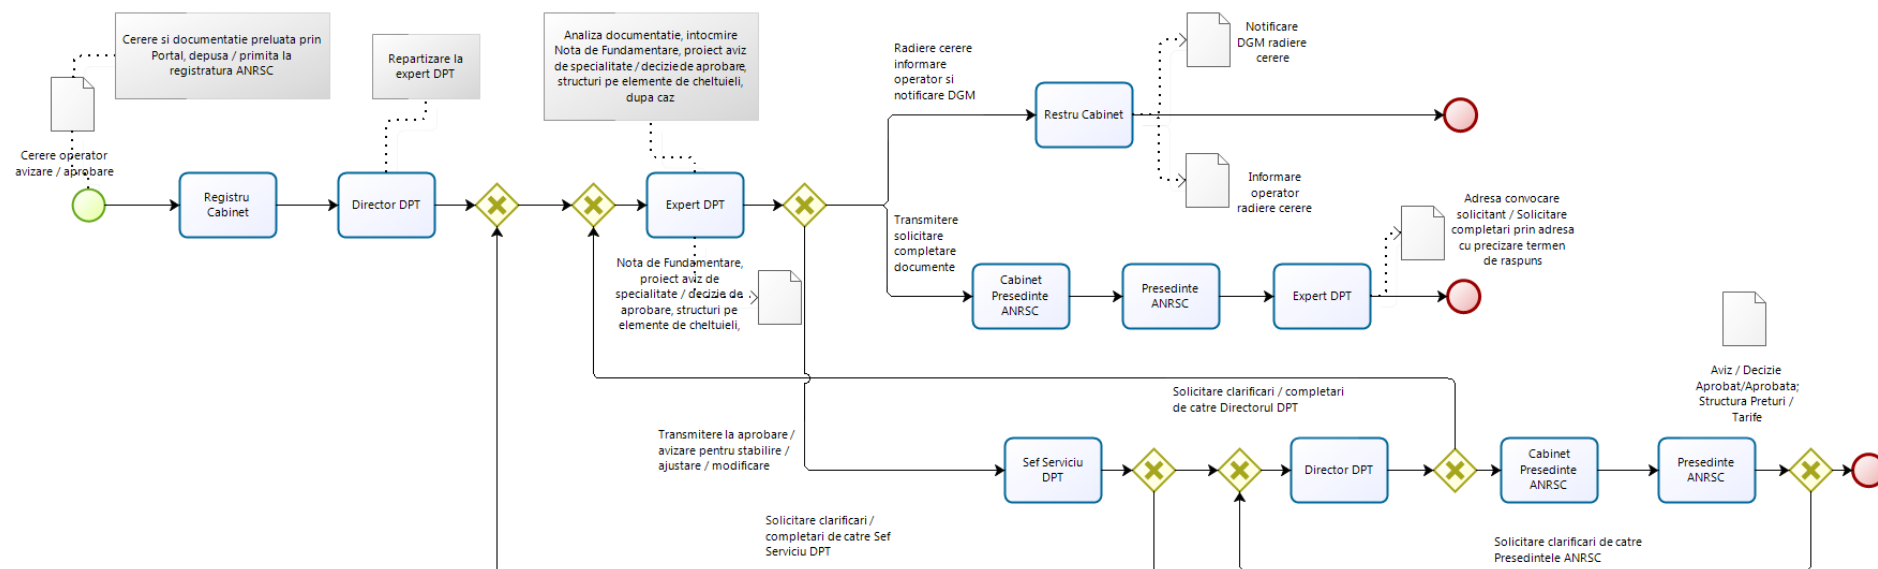 Cerere si documentatie preluata prin
Portal, depusa / primita la
registratura ANRSC
Repartizare la
expert DPT
Analiza documentatie, intocmire
Nota de Fundamentare, proiect aviz
de specialitate / decizie de aprobare,
structuri pe elemente de cheltuieli,
dupa caz
Radiere cerere
informare
operator si
notificare DGM
Notificare
DGM radiere
cerere
Restru Cabinet
Cerere operator
avizare / aprobare
Informare
operator
radiere cerere
Registru
Cabinet
Director DPT
Expert DPT
Transmitere
solicitare
completare
documente
Adresa convocare
solicitant / Solicitare
completari prin adresa
cu precizare termen
de raspuns
Nota de Fundamentare,
proiect aviz de
specialitate / decizie de
aprobare, structuri pe
elemente de cheltuieli,
Cabinet
Presedinte
ANRSC
Presedinte
ANRSC
Expert DPT
Aviz / Decizie
Aprobat/Aprobata;
Structura Preturi /
Tarife
Solicitare clarificari / completari
de catre Directorul DPT
Transmitere la aprobare /
avizare pentru stabilire /
ajustare / modificare
Sef Serviciu
DPT
Director DPT
Cabinet
Presedinte
ANRSC
Presedinte
ANRSC
Solicitare clarificari /
completari de catre Sef
Serviciu DPT
Solicitare clarificari de catre
Presedintele ANRSC